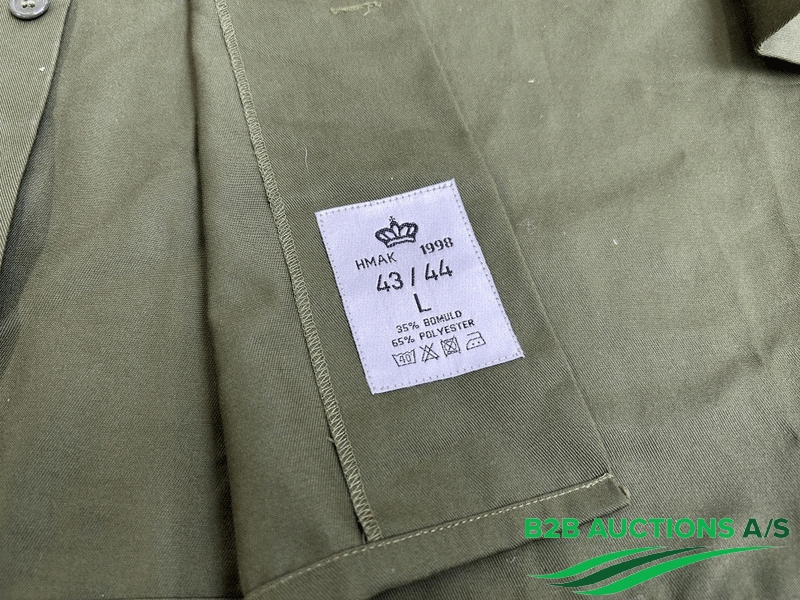 HMAK 1998
43 / 44
L
35% BOMULD
65% POLYESTER
40
B2B AUCTIONS A/S